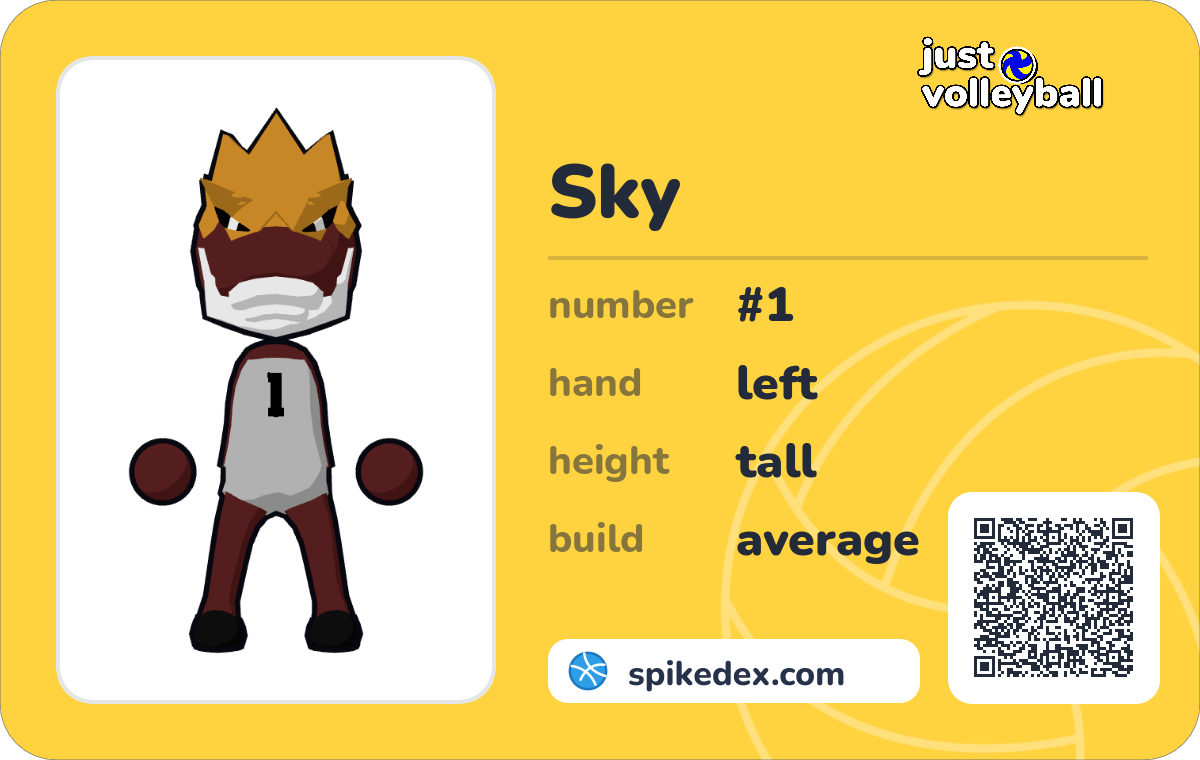 just
volleyball
Sky
number #1
hand left
height tall
build average
1
spikedex.com